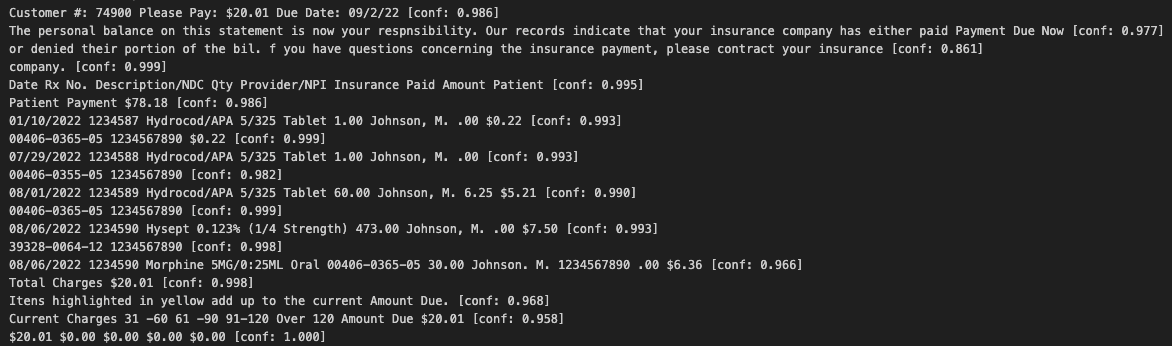 Customer #: 74900 Please Pay: $20.01 Due Date: 09/2/22 [conf: 0.986]
The personal balance on this statement is now your respnsibility. Our records indicate that your insurance company has either paid Payment Due Now [conf: 0.977]
or denied their portion of the bil. f you have questions concerning the insurance payment, please contract your insurance [conf: 0.861]
company. [conf: 0.999]
Date Rx No. Description/NDC Qty Provider/NPI Insurance Paid Amount Patient [conf: 0.995]
Patient Payment $78.18 [conf: 0.986]
01/10/2022 1234587 Hydrocod/APA 5/325 Tablet 1.00 Johnson, M. .00 $0.22 [conf: 0.993]
00406-0365-05 1234567890 $0.22 [conf: 0.999]
07/29/2022 1234588 Hydrocod/APA 5/325 Tablet 1.00 Johnson, M. .00 [conf: 0.993]
00406-0355-05 1234567890 [conf: 0.982]
08/01/2022 1234589 Hydrocod/APA 5/325 Tablet 60.00 Johnson, M. 6.25 $5.21 [conf: 0.990]
00406-0365-05 1234567890 [conf: 0.999]
08/06/2022 1234590 Hysept 0.123% (1/4 Strength) 473.00 Johnson, M. .00 $7.50 [conf: 0.993]
39328-0064-12 1234567890 [conf: 0.998]
08/06/2022 1234590 Morphine 5MG/0:25ML Oral 00406-0365-05 30.00 Johnson. M. 1234567890 .00 $6.36 [conf: 0.966]
Total Charges $20.01 [conf: 0.998]
Itens highlighted in yellow add up to the current Amount Due. [conf: 0.968]
Current Charges 31 -60 61 -90 91-120 Over 120 Amount Due $20.01 [conf: 0.958]
$20.01 $0.00 $0.00 $0.00 $0.00 [conf: 1.000]